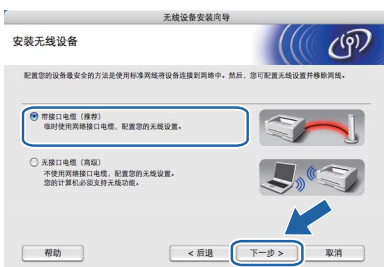 无线设备安装向导
安装无线设备
配置您的设备最安全的方法是使用标准网线将设备连接到网络中。然后，您可配置无线设置并移除网线。
带接口电缆（推荐）
临时使用网络接口电缆，配置您的无线设置。
无接口电缆（高级）
不使用网络接口电缆，配置您的无线设置。
您的计算机必须支持无线功能。
帮助
< 后退
下一步 >
取消